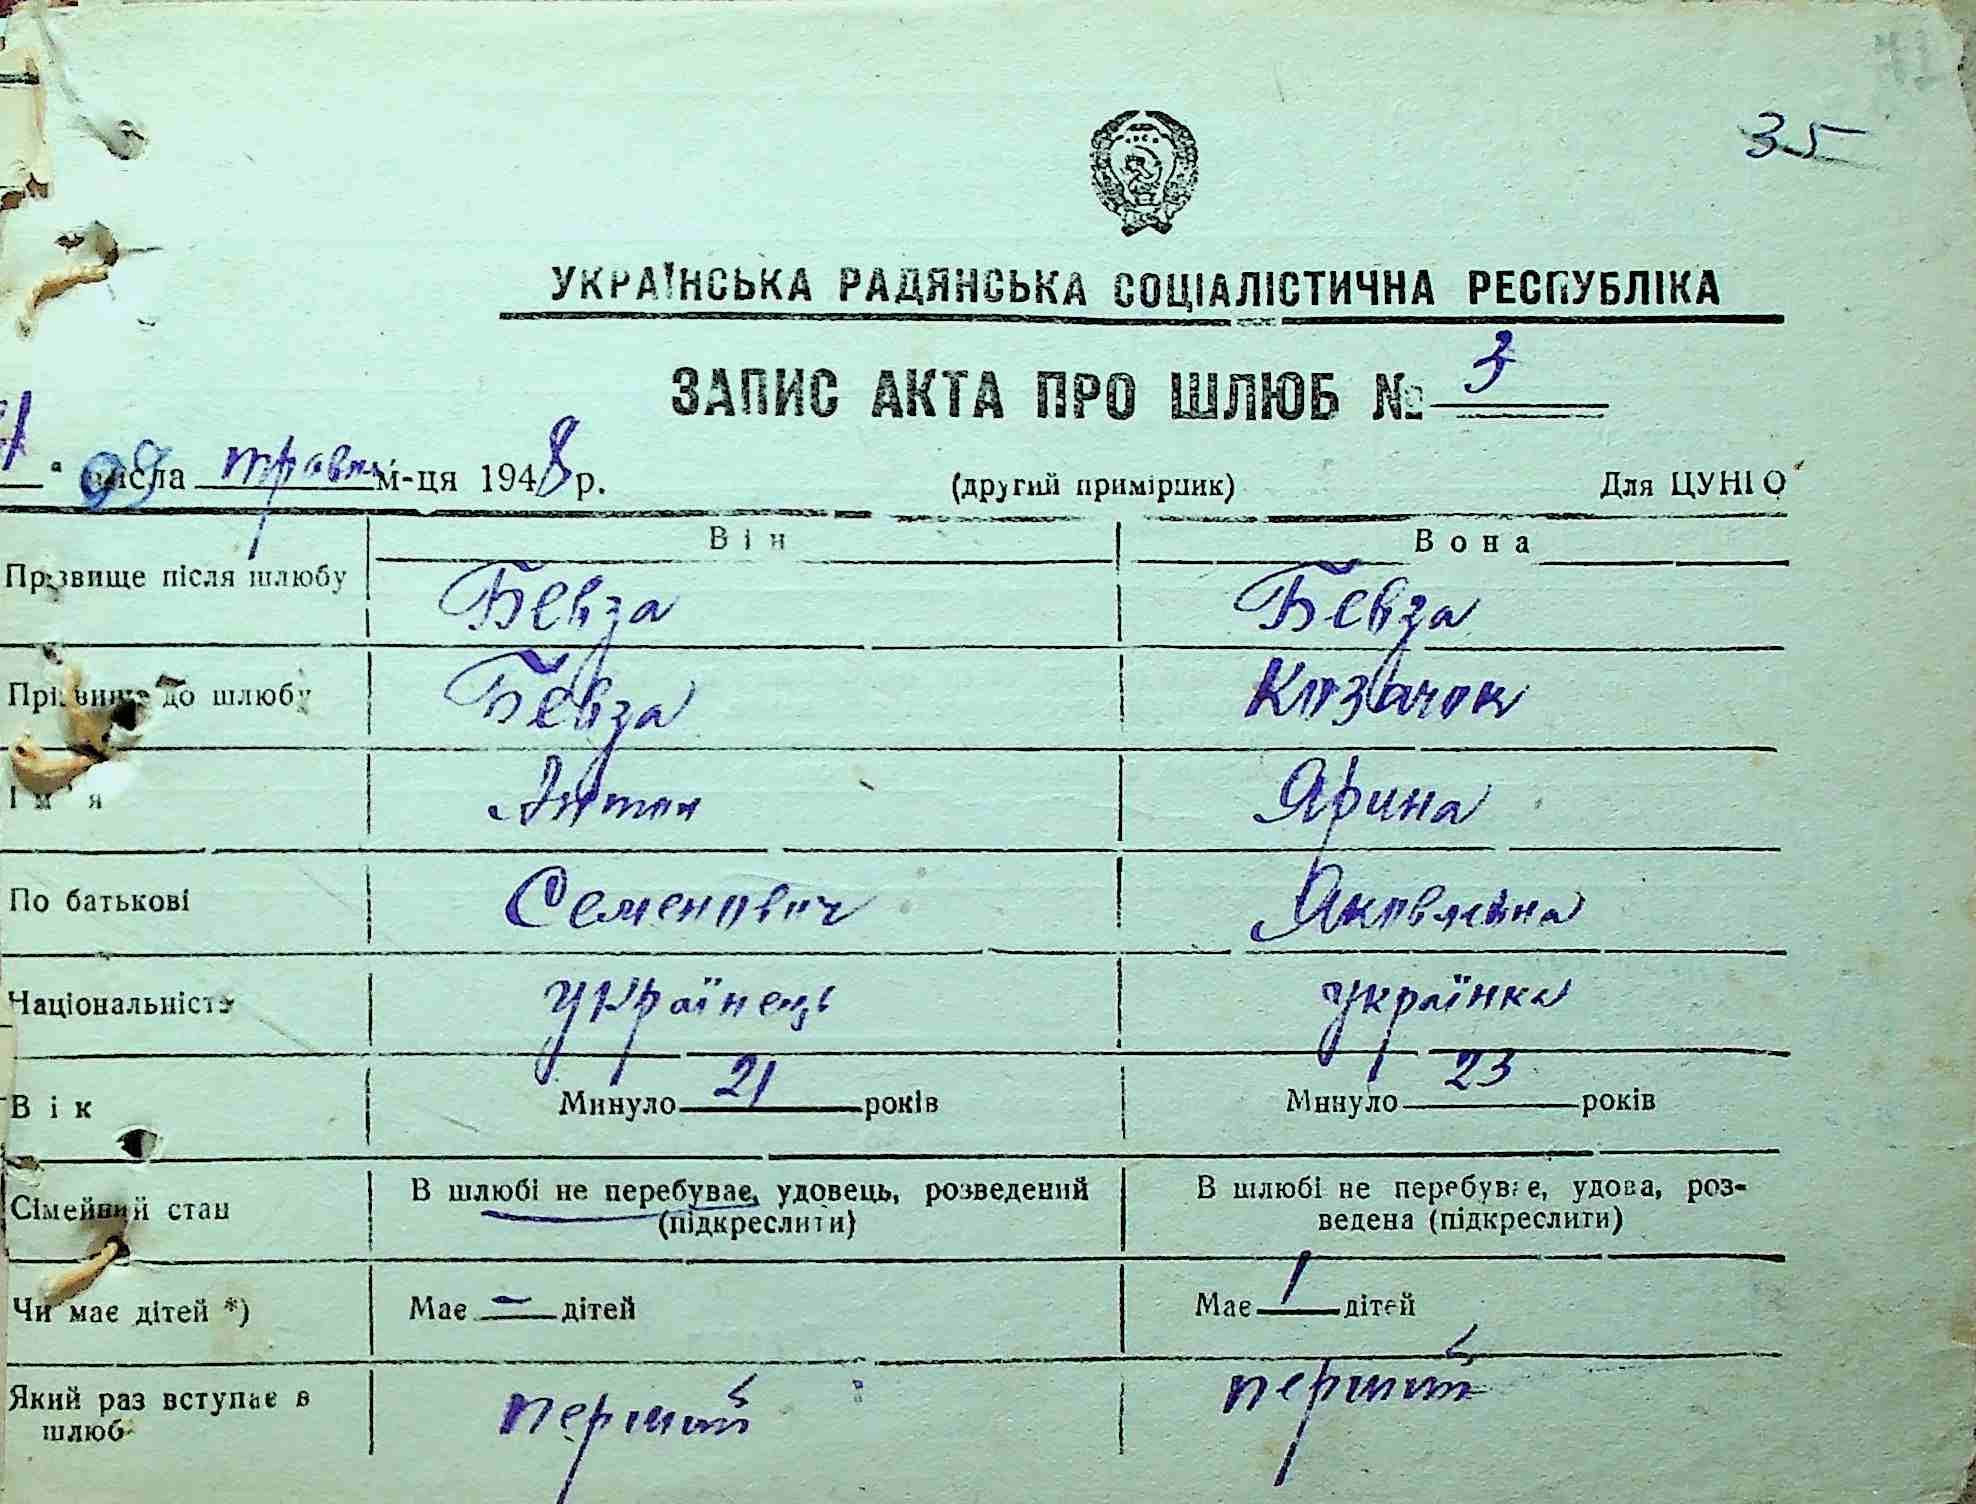 35
УКРАЇНСЬКА РАДЯНСЬКА СОЦІАЛІСТИЧНА РЕСПУБЛІКА
ЗАПИС АКТА ПРО ШЛЮБ № 3
числа травня м-ця 1948 р. (другий примірник) Для ЦУНГО
Він Вона
Прізвище після шлюбу Бевза Бевза
Прізвище до шлюбу Бевза Козачок
Ім'я Антон Ярина
По батькові Семенович Яковлівна
Національність українець українка
Вік Минуло 21 років Минуло 23 років
Сімейний стан В шлюбі не перебуває, удовець, розведений (підкреслити) В шлюбі не перебуває, удова, роз-
ведена (підкреслити)
Чи має дітей *) Має - дітей Має 1 дітей
Який раз вступає в перший перший
шлюб